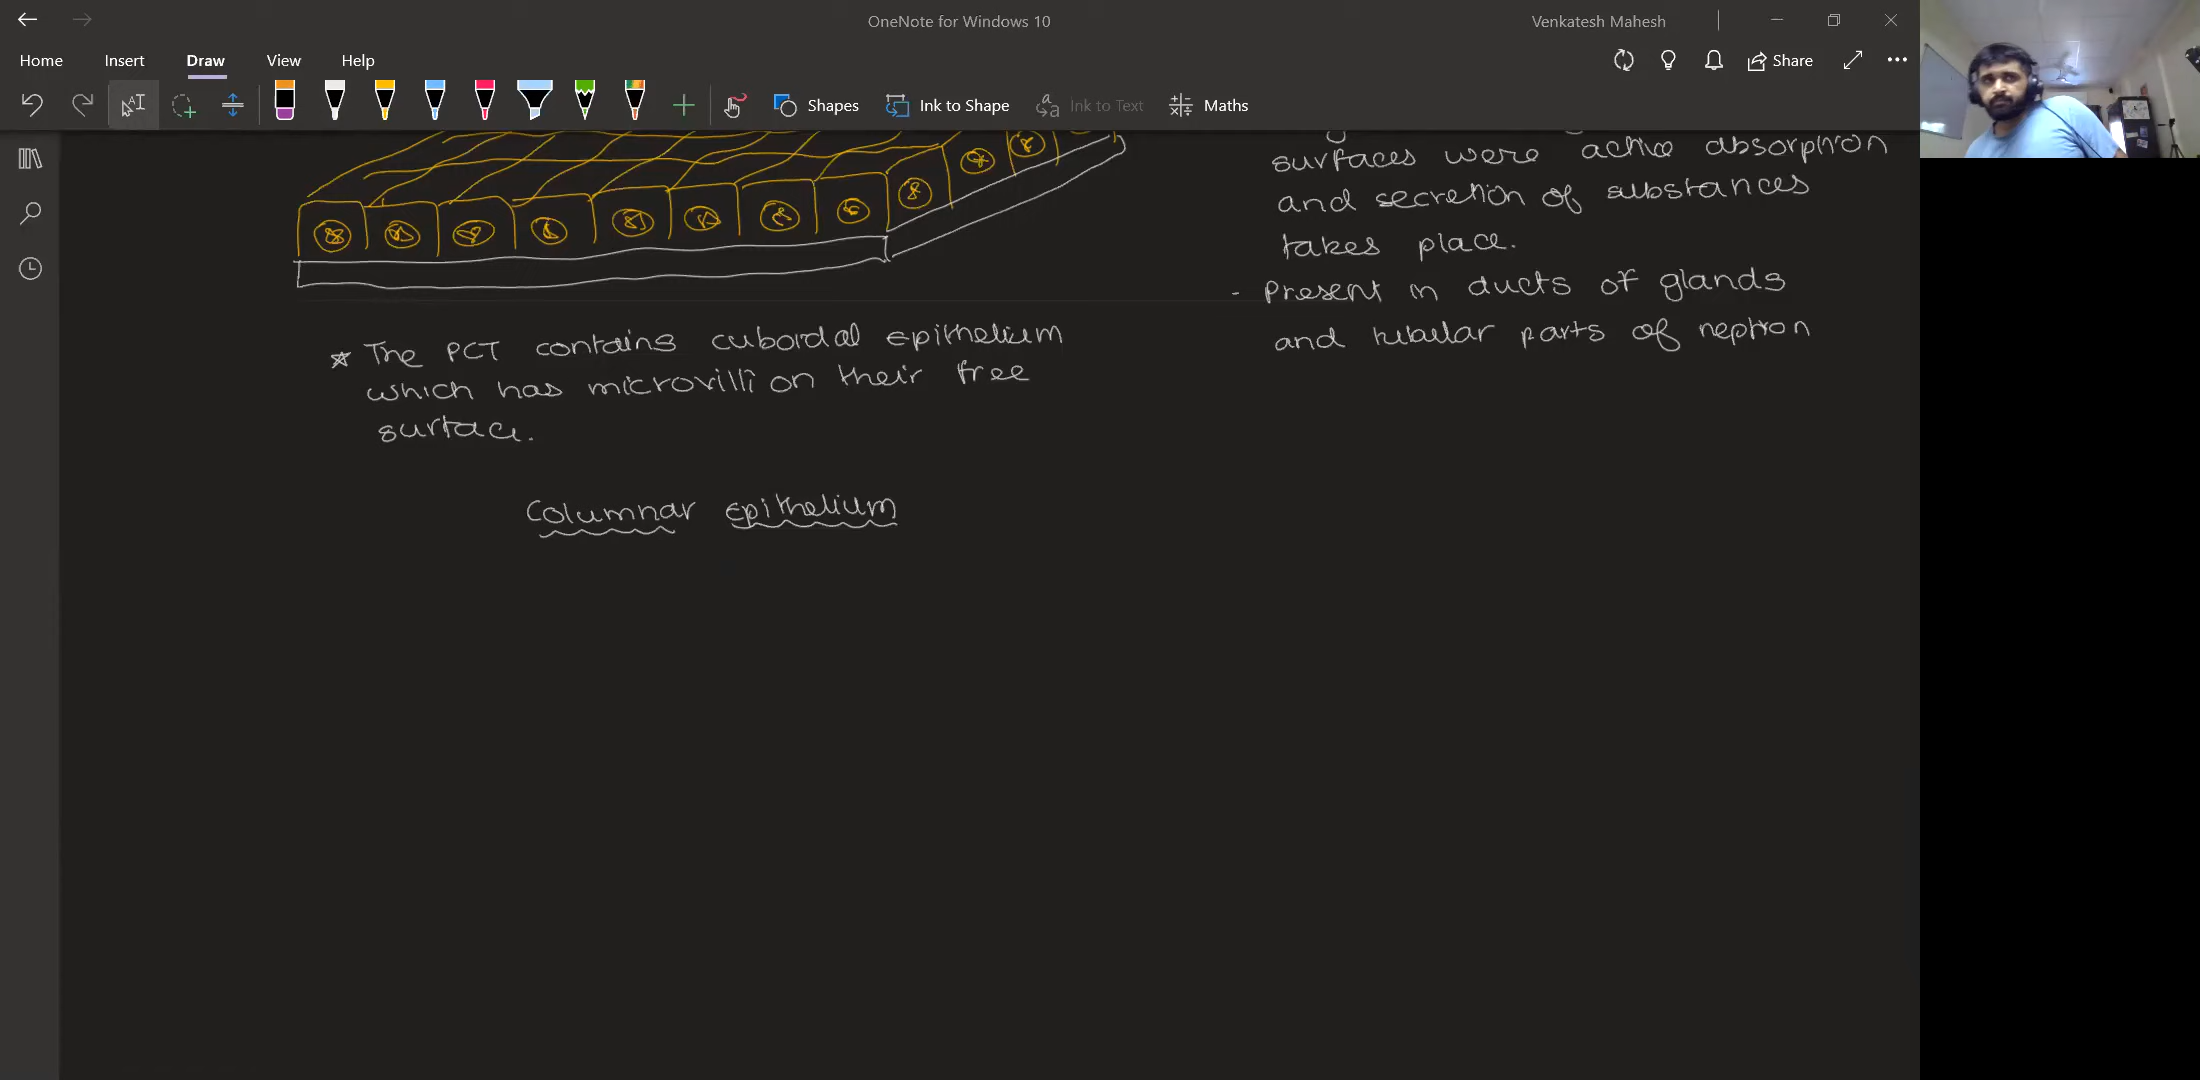 OneNote for Windows 10
Venkatesh Mahesh
Home Insert Draw View Help
Share
Shapes Ink to Shape Ink to Text Maths
surfaces were active absorption
and secretion of substances
takes place.
- Present in ducts of glands
and tubular parts of nephron
* The PCT contains cuboidal epithelium
which has microvilli on their free
surface.
Columnar Epithelium